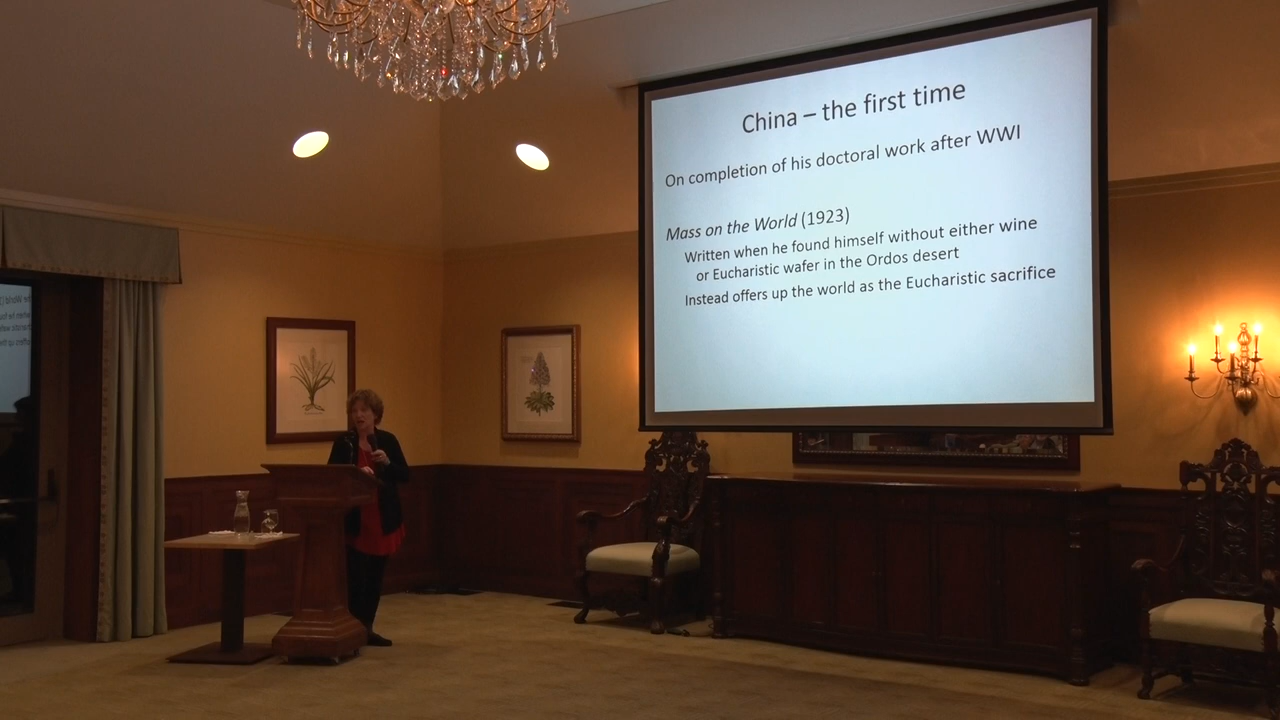 China – the first time
On completion of his doctoral work after WWI
Mass on the World (1923)
Written when he found himself without either wine
or Eucharistic wafer in the Ordos desert
Instead offers up the world as the Eucharistic sacrifice